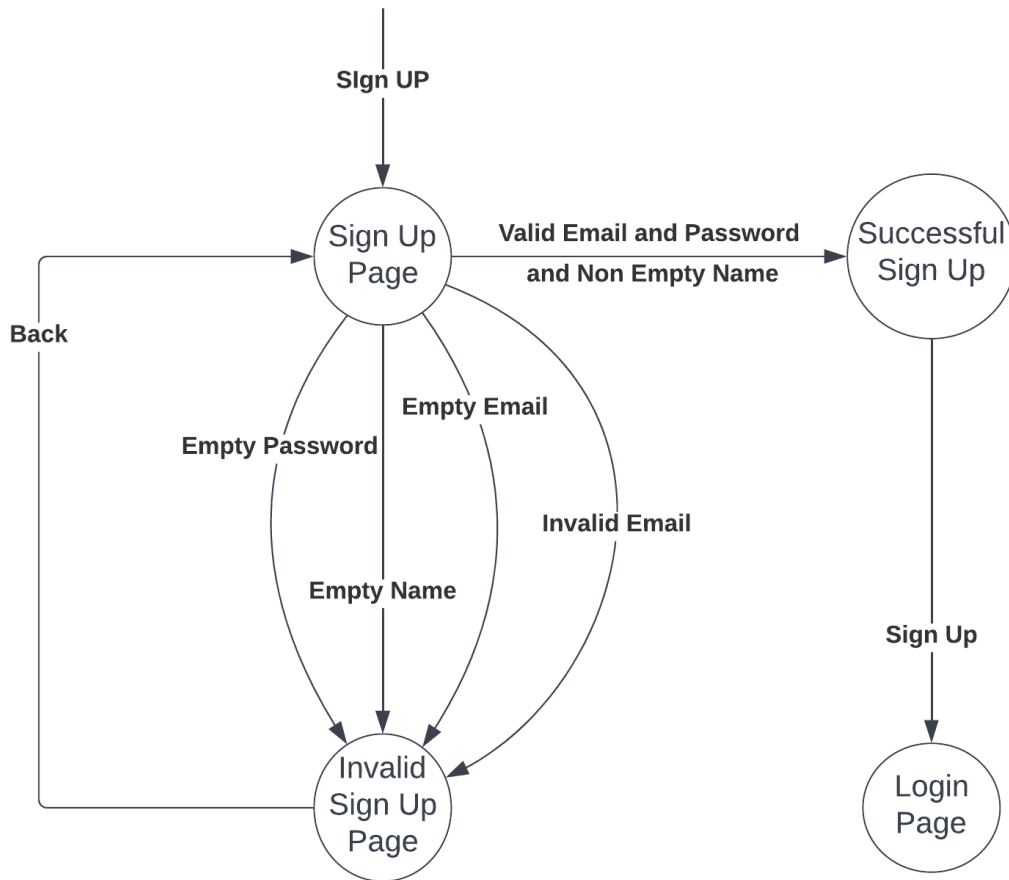 SIgn UP
Sign Up
Page
Valid Email and Password
and Non Empty Name
Successful
Sign Up
Back
Empty Email
Empty Password
Invalid Email
Empty Name
Sign Up
Invalid
Sign Up
Page
Login
Page